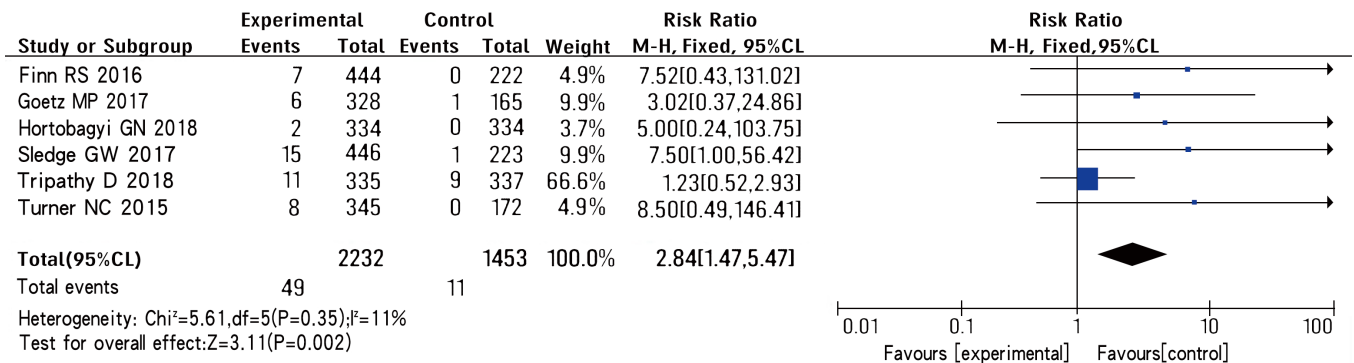 Experimental Control Risk Ratio Risk Ratio
Study or Subgroup Events Total Events Total Weight M-H, Fixed, 95%CL M-H, Fixed,95%CL
Finn RS 2016 7 444 0 222 4.9% 7.52[0.43,131.02]
Goetz MP 2017 6 328 1 165 9.9% 3.02[0.37,24.86]
Hortobagyi GN 2018 2 334 0 334 3.7% 5.00[0.24,103.75]
Sledge GW 2017 15 446 1 223 9.9% 7.50[1.00,56.42]
Tripathy D 2018 11 335 9 337 66.6% 1.23[0.52,2.93]
Turner NC 2015 8 345 0 172 4.9% 8.50[0.49,146.41]
Total(95%CL) 2232 1453 100.0% 2.84[1.47,5.47]
Total events 49 11
Heterogeneity: Chi²=5.61,df=5(P=0.35);I²=11%
Test for overall effect:Z=3.11(P=0.002)
0.01 0.1 1 10 100
Favours [experimental] Favours[control]